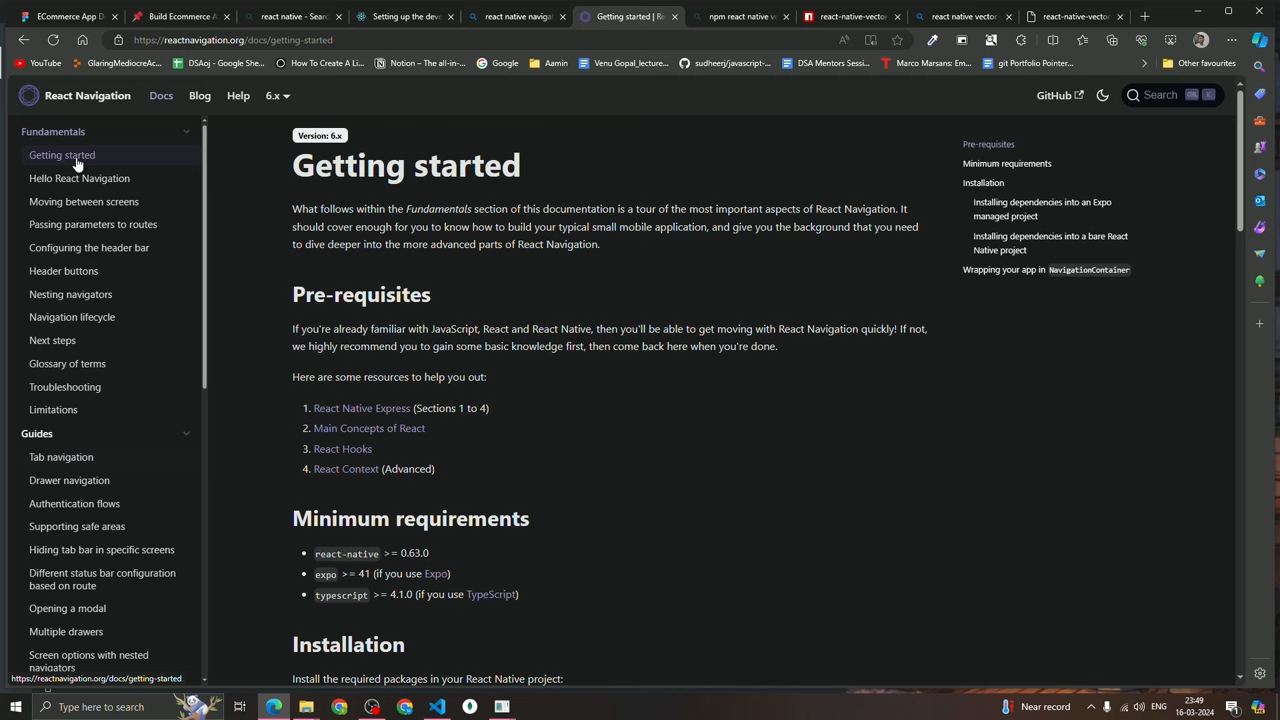 ECommerce App De
Build Ecommerce A
react native - Searc
Setting up the deve
react native navigat
Getting started | Re
npm react native ve
react-native-vector
react native vector
react-native-vector
https://reactnavigation.org/docs/getting-started
YouTube
GlaringMediocreAc...
DSAoj - Google She...
How To Create A Li...
Notion – The all-in...
Google
Aamin
Venu Gopal_lecture...
sudheerj/javascript-...
DSA Mentors Sessi...
Marco Marsans: Em...
git Portfolio Pointer...
Other favourites
React Navigation
Docs
Blog
Help
6.x
GitHub
Search
Fundamentals
Getting started
Hello React Navigation
Moving between screens
Passing parameters to routes
Configuring the header bar
Header buttons
Nesting navigators
Navigation lifecycle
Next steps
Glossary of terms
Troubleshooting
Limitations
Guides
Tab navigation
Drawer navigation
Authentication flows
Supporting safe areas
Hiding tab bar in specific screens
Different status bar configuration
based on route
Opening a modal
Multiple drawers
Screen options with nested
navigators
https://reactnavigation.org/docs/getting-started
Version: 6.x
Getting started
What follows within the Fundamentals section of this documentation is a tour of the most important aspects of React Navigation. It
should cover enough for you to know how to build your typical small mobile application, and give you the background that you need
to dive deeper into the more advanced parts of React Navigation.
Pre-requisites
If you're already familiar with JavaScript, React and React Native, then you'll be able to get moving with React Navigation quickly! If not,
we highly recommend you to gain some basic knowledge first, then come back here when you're done.
Here are some resources to help you out:
1. React Native Express (Sections 1 to 4)
2. Main Concepts of React
3. React Hooks
4. React Context (Advanced)
Minimum requirements
• react-native >= 0.63.0
• expo >= 41 (if you use Expo)
• typescript >= 4.1.0 (if you use TypeScript)
Installation
Install the required packages in your React Native project:
Pre-requisites
Minimum requirements
Installation
Installing dependencies into an Expo
managed project
Installing dependencies into a bare React
Native project
Wrapping your app in NavigationContainer
Type here to search
Near record
ENG
23:49
16-03-2024